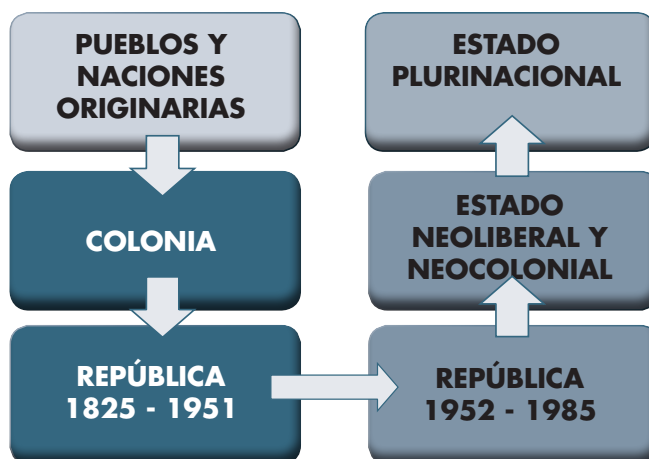 PUEBLOS Y
NACIONES
ORIGINARIAS
COLONIA
REPÚBLICA
1825 - 1951
REPÚBLICA
1952 - 1985
ESTADO
NEOLIBERAL Y
NEOCOLONIAL
ESTADO
PLURINACIONAL